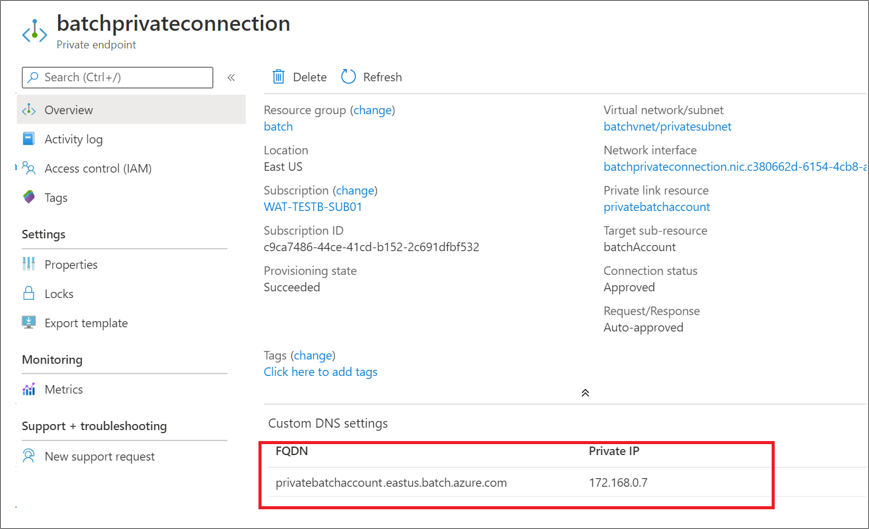 batchprivateconnection
Private endpoint
Search (Ctrl+/)
«
Delete
Refresh
Overview
Activity log
Access control (IAM)
Tags
Settings
Properties
Locks
Export template
Monitoring
Metrics
Support + troubleshooting
New support request
Resource group (change)
batch
Location
East US
Subscription (change)
WAT-TESTB-SUB01
Subscription ID
c9ca7486-44ce-41cd-b152-2c691dfbf532
Provisioning state
Succeeded
Virtual network/subnet
batchvnet/privatesubnet
Network interface
batchprivateconnection.nic.c380662d-6154-4cb8-a
Private link resource
privatebatchaccount
Target sub-resource
batchAccount
Connection status
Approved
Request/Response
Auto-approved
Tags (change)
Click here to add tags
Custom DNS settings
FQDN Private IP
privatebatchaccount.eastus.batch.azure.com 172.168.0.7